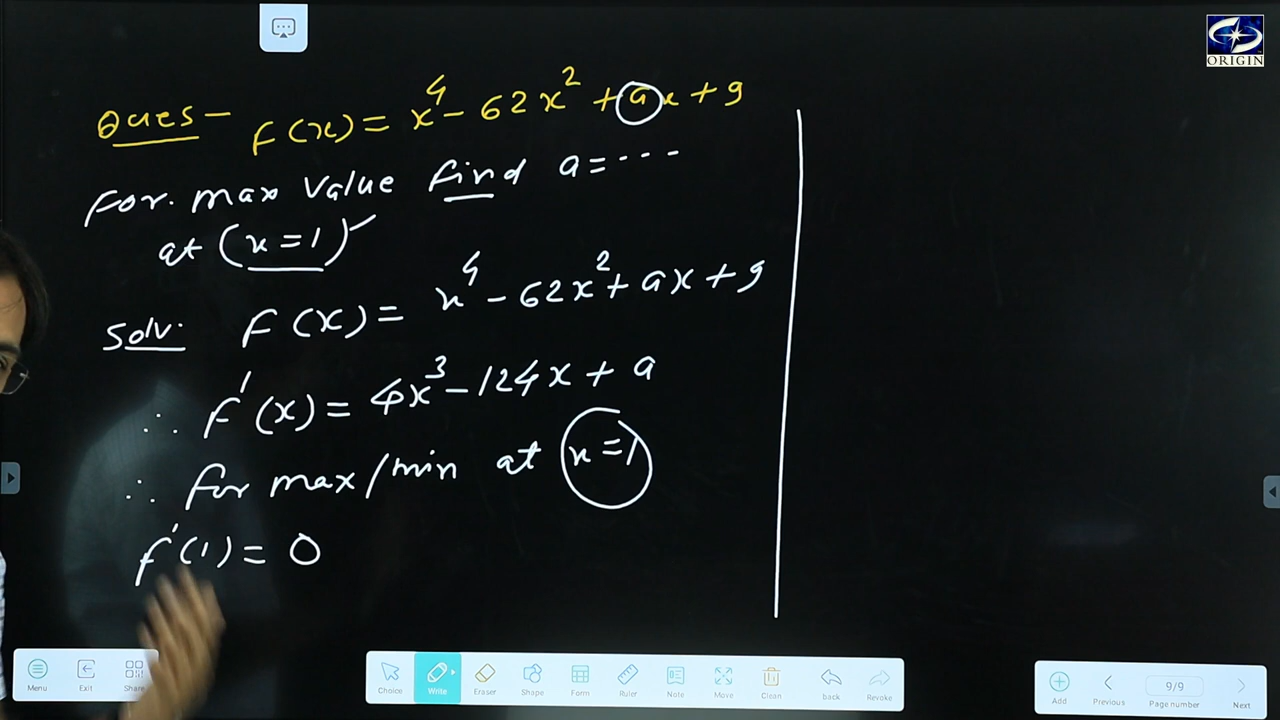 Ques - F(x) = x⁴ - 62x² + ax + 9
For. max value find a = ---
at (x = 1)
Solv. F(x) = x⁴ - 62x² + ax + 9
∴ F'(x) = 4x³ - 124x + a
∴ for max/min at x = 1
f'(1) = 0
ORIGIN
Menu Exit Share
Choice Write Eraser Shape Form Ruler Note Move Clean back Revoke
Add Previous 9/9 Page number Next